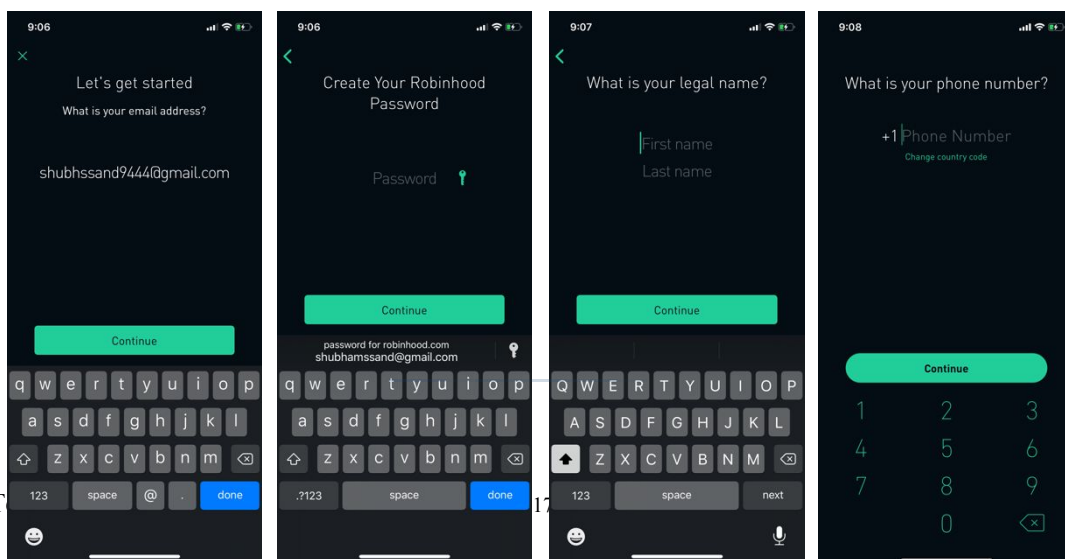 9:06
Let's get started
What is your email address?
shubhssand9444@gmail.com
Continue
q w e r t y u i o p
a s d f g h j k l
z x c v b n m
123 space @ . done
9:06
Create Your Robinhood
Password
Password
Continue
password for robinhood.com
shubhamssand@gmail.com
q w e r t y u i o p
a s d f g h j k l
z x c v b n m
.?123 space done
9:07
What is your legal name?
First name
Last name
Continue
Q W E R T Y U I O P
A S D F G H J K L
Z X C V B N M
123 space next
17
9:08
What is your phone number?
+1 Phone Number
Change country code
Continue
1 2 3
4 5 6
7 8 9
0